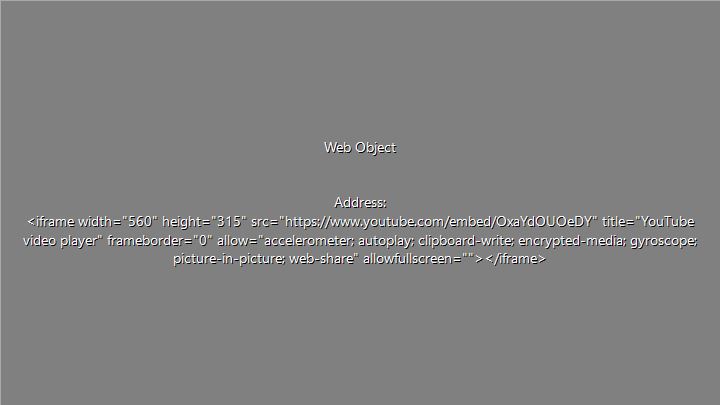 Web Object
Address:
<iframe width="560" height="315" src="https://www.youtube.com/embed/OxaYdOUOeDY" title="YouTube
video player" frameborder="0" allow="accelerometer; autoplay; clipboard-write; encrypted-media; gyroscope;
picture-in-picture; web-share" allowfullscreen=""></iframe>